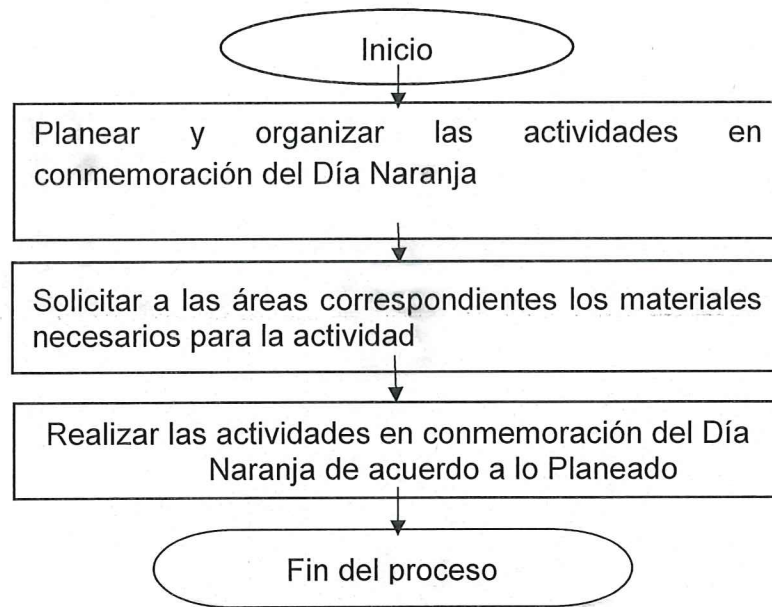 Inicio
Planear y organizar las actividades en
conmemoración del Día Naranja
Solicitar a las áreas correspondientes los materiales
necesarios para la actividad
Realizar las actividades en conmemoración del Día
Naranja de acuerdo a lo Planeado
Fin del proceso